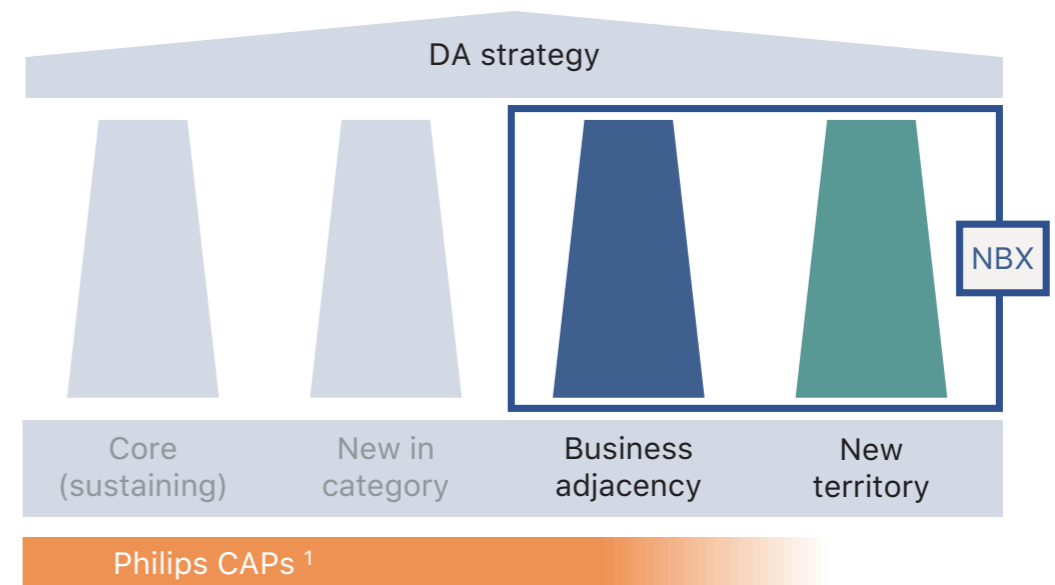 DA strategy
NBX
Core
(sustaining)
New in
category
Business
adjacency
New
territory
Philips CAPs ¹